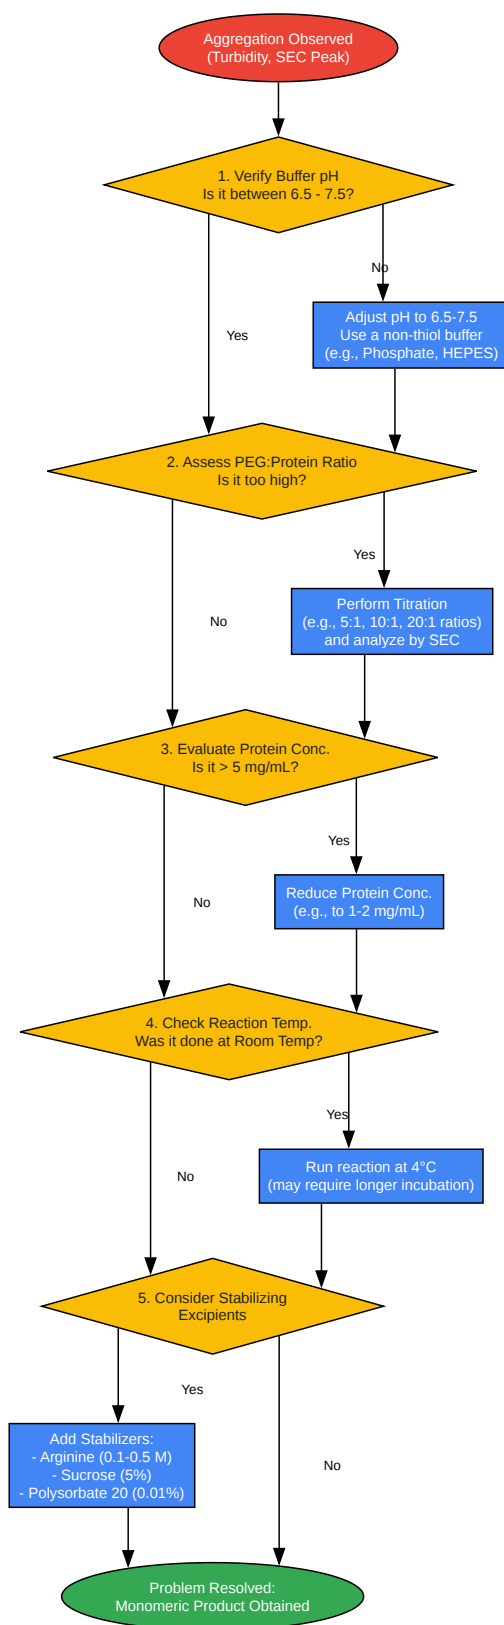 Aggregation Observed
(Turbidity, SEC Peak)
1. Verify Buffer pH
Is it between 6.5 - 7.5?
No
Adjust pH to 6.5-7.5
Use a non-thiol buffer
(e.g., Phosphate, HEPES)
Yes
2. Assess PEG:Protein Ratio
Is it too high?
Yes
Perform Titration
(e.g., 5:1, 10:1, 20:1 ratios)
and analyze by SEC
No
3. Evaluate Protein Conc.
Is it > 5 mg/mL?
Yes
Reduce Protein Conc.
(e.g., to 1-2 mg/mL)
No
4. Check Reaction Temp.
Was it done at Room Temp?
Yes
Run reaction at 4°C
(may require longer incubation)
No
5. Consider Stabilizing
Excipients
Yes
Add Stabilizers:
- Arginine (0.1-0.5 M)
- Sucrose (5%)
- Polysorbate 20 (0.01%)
No
Problem Resolved:
Monomeric Product Obtained